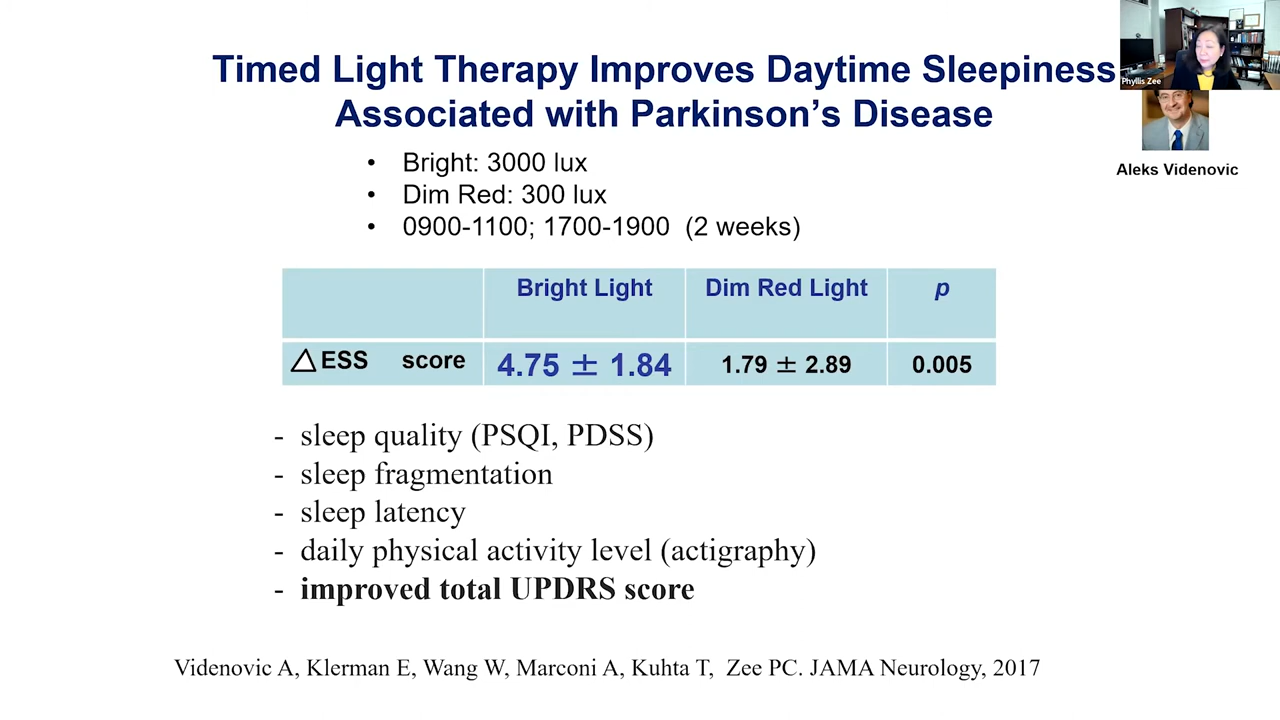 Timed Light Therapy Improves Daytime Sleepiness
Associated with Parkinson's Disease
Phyllis Zee
Aleks Videnovic
• Bright: 3000 lux
• Dim Red: 300 lux
• 0900-1100; 1700-1900 (2 weeks)
Bright Light Dim Red Light p
△ESS score 4.75 ± 1.84 1.79 ± 2.89 0.005
- sleep quality (PSQI, PDSS)
- sleep fragmentation
- sleep latency
- daily physical activity level (actigraphy)
- improved total UPDRS score
Videnovic A, Klerman E, Wang W, Marconi A, Kuhta T, Zee PC. JAMA Neurology, 2017